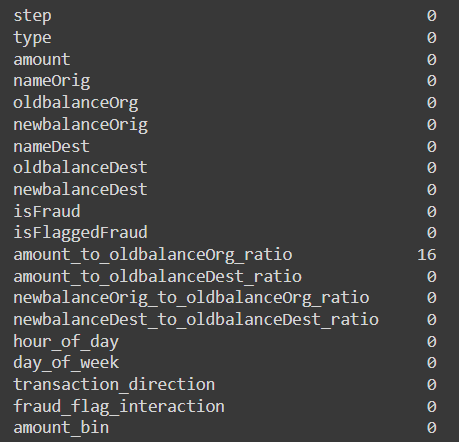 step 0
type 0
amount 0
nameOrig 0
oldbalanceOrg 0
newbalanceOrig 0
nameDest 0
oldbalanceDest 0
newbalanceDest 0
isFraud 0
isFlaggedFraud 0
amount_to_oldbalanceOrg_ratio 16
amount_to_oldbalanceDest_ratio 0
newbalanceOrig_to_oldbalanceOrg_ratio 0
newbalanceDest_to_oldbalanceDest_ratio 0
hour_of_day 0
day_of_week 0
transaction_direction 0
fraud_flag_interaction 0
amount_bin 0